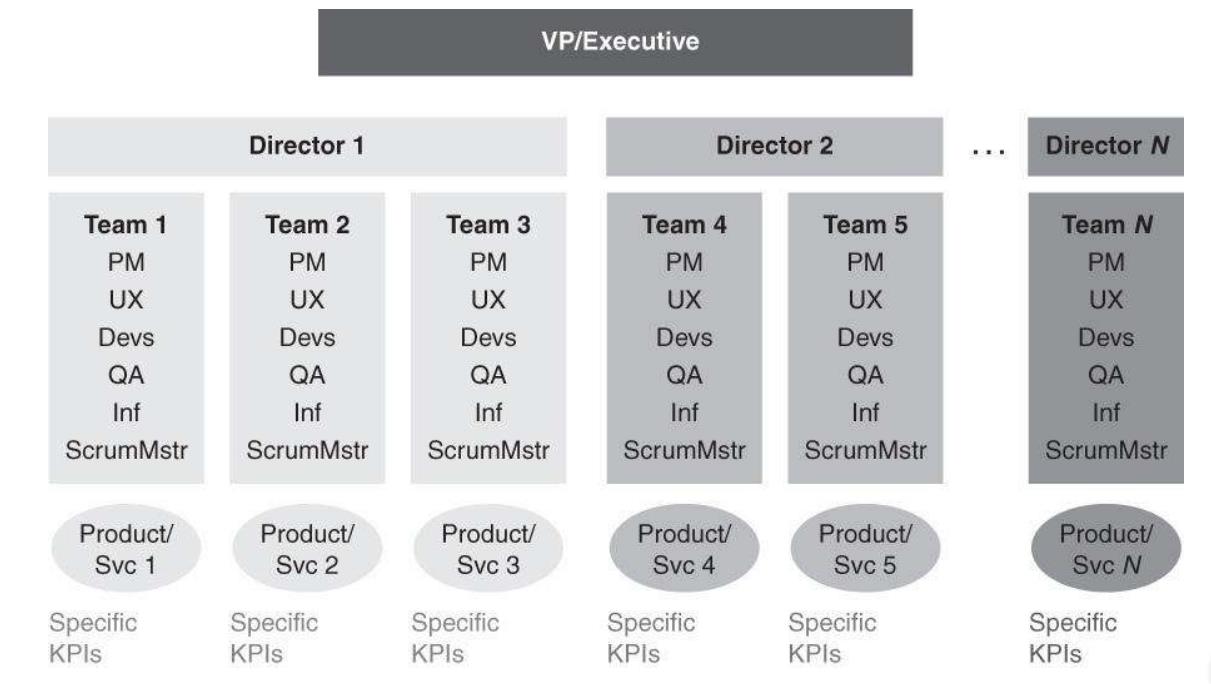 VP/Executive
Director 1
Director 2
...
Director N
Team 1
PM
UX
Devs
QA
Inf
ScrumMstr
Product/
Svc 1
Specific
KPIs
Team 2
PM
UX
Devs
QA
Inf
ScrumMstr
Product/
Svc 2
Specific
KPIs
Team 3
PM
UX
Devs
QA
Inf
ScrumMstr
Product/
Svc 3
Specific
KPIs
Team 4
PM
UX
Devs
QA
Inf
ScrumMstr
Product/
Svc 4
Specific
KPIs
Team 5
PM
UX
Devs
QA
Inf
ScrumMstr
Product/
Svc 5
Specific
KPIs
Team N
PM
UX
Devs
QA
Inf
ScrumMstr
Product/
Svc N
Specific
KPIs